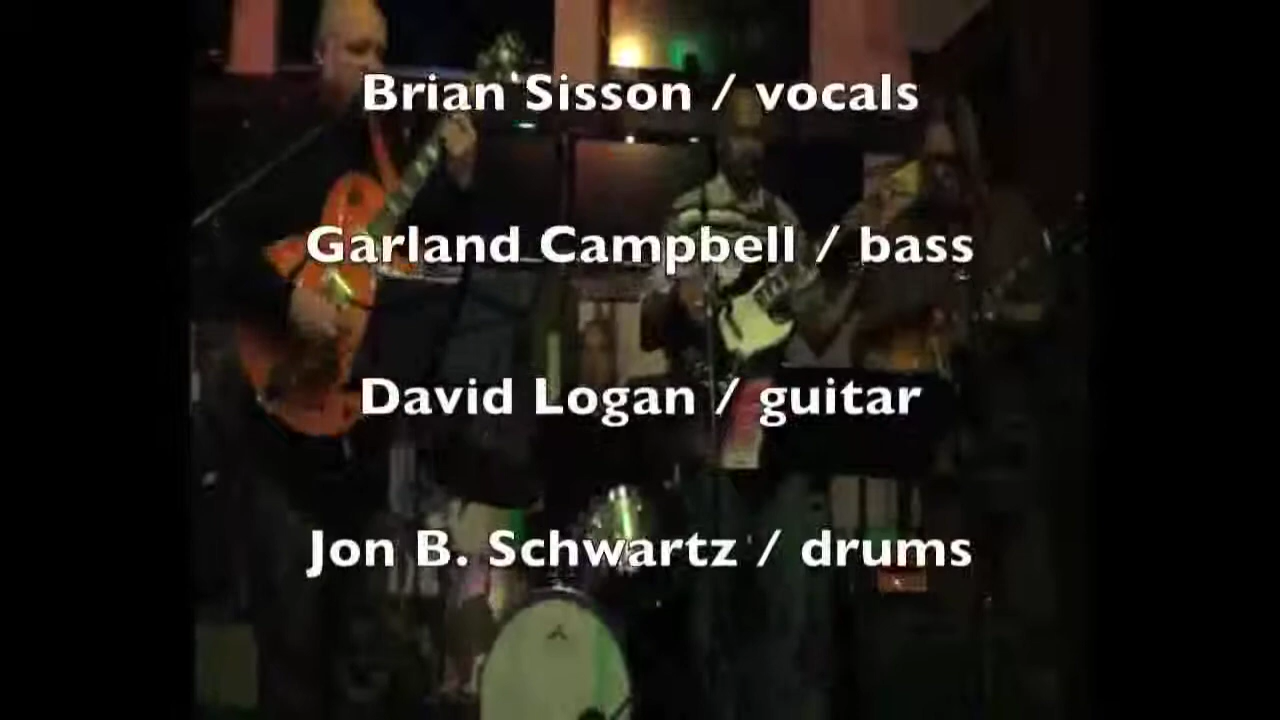 Brian Sisson / vocals
Garland Campbell / bass
David Logan / guitar
Jon B. Schwartz / drums